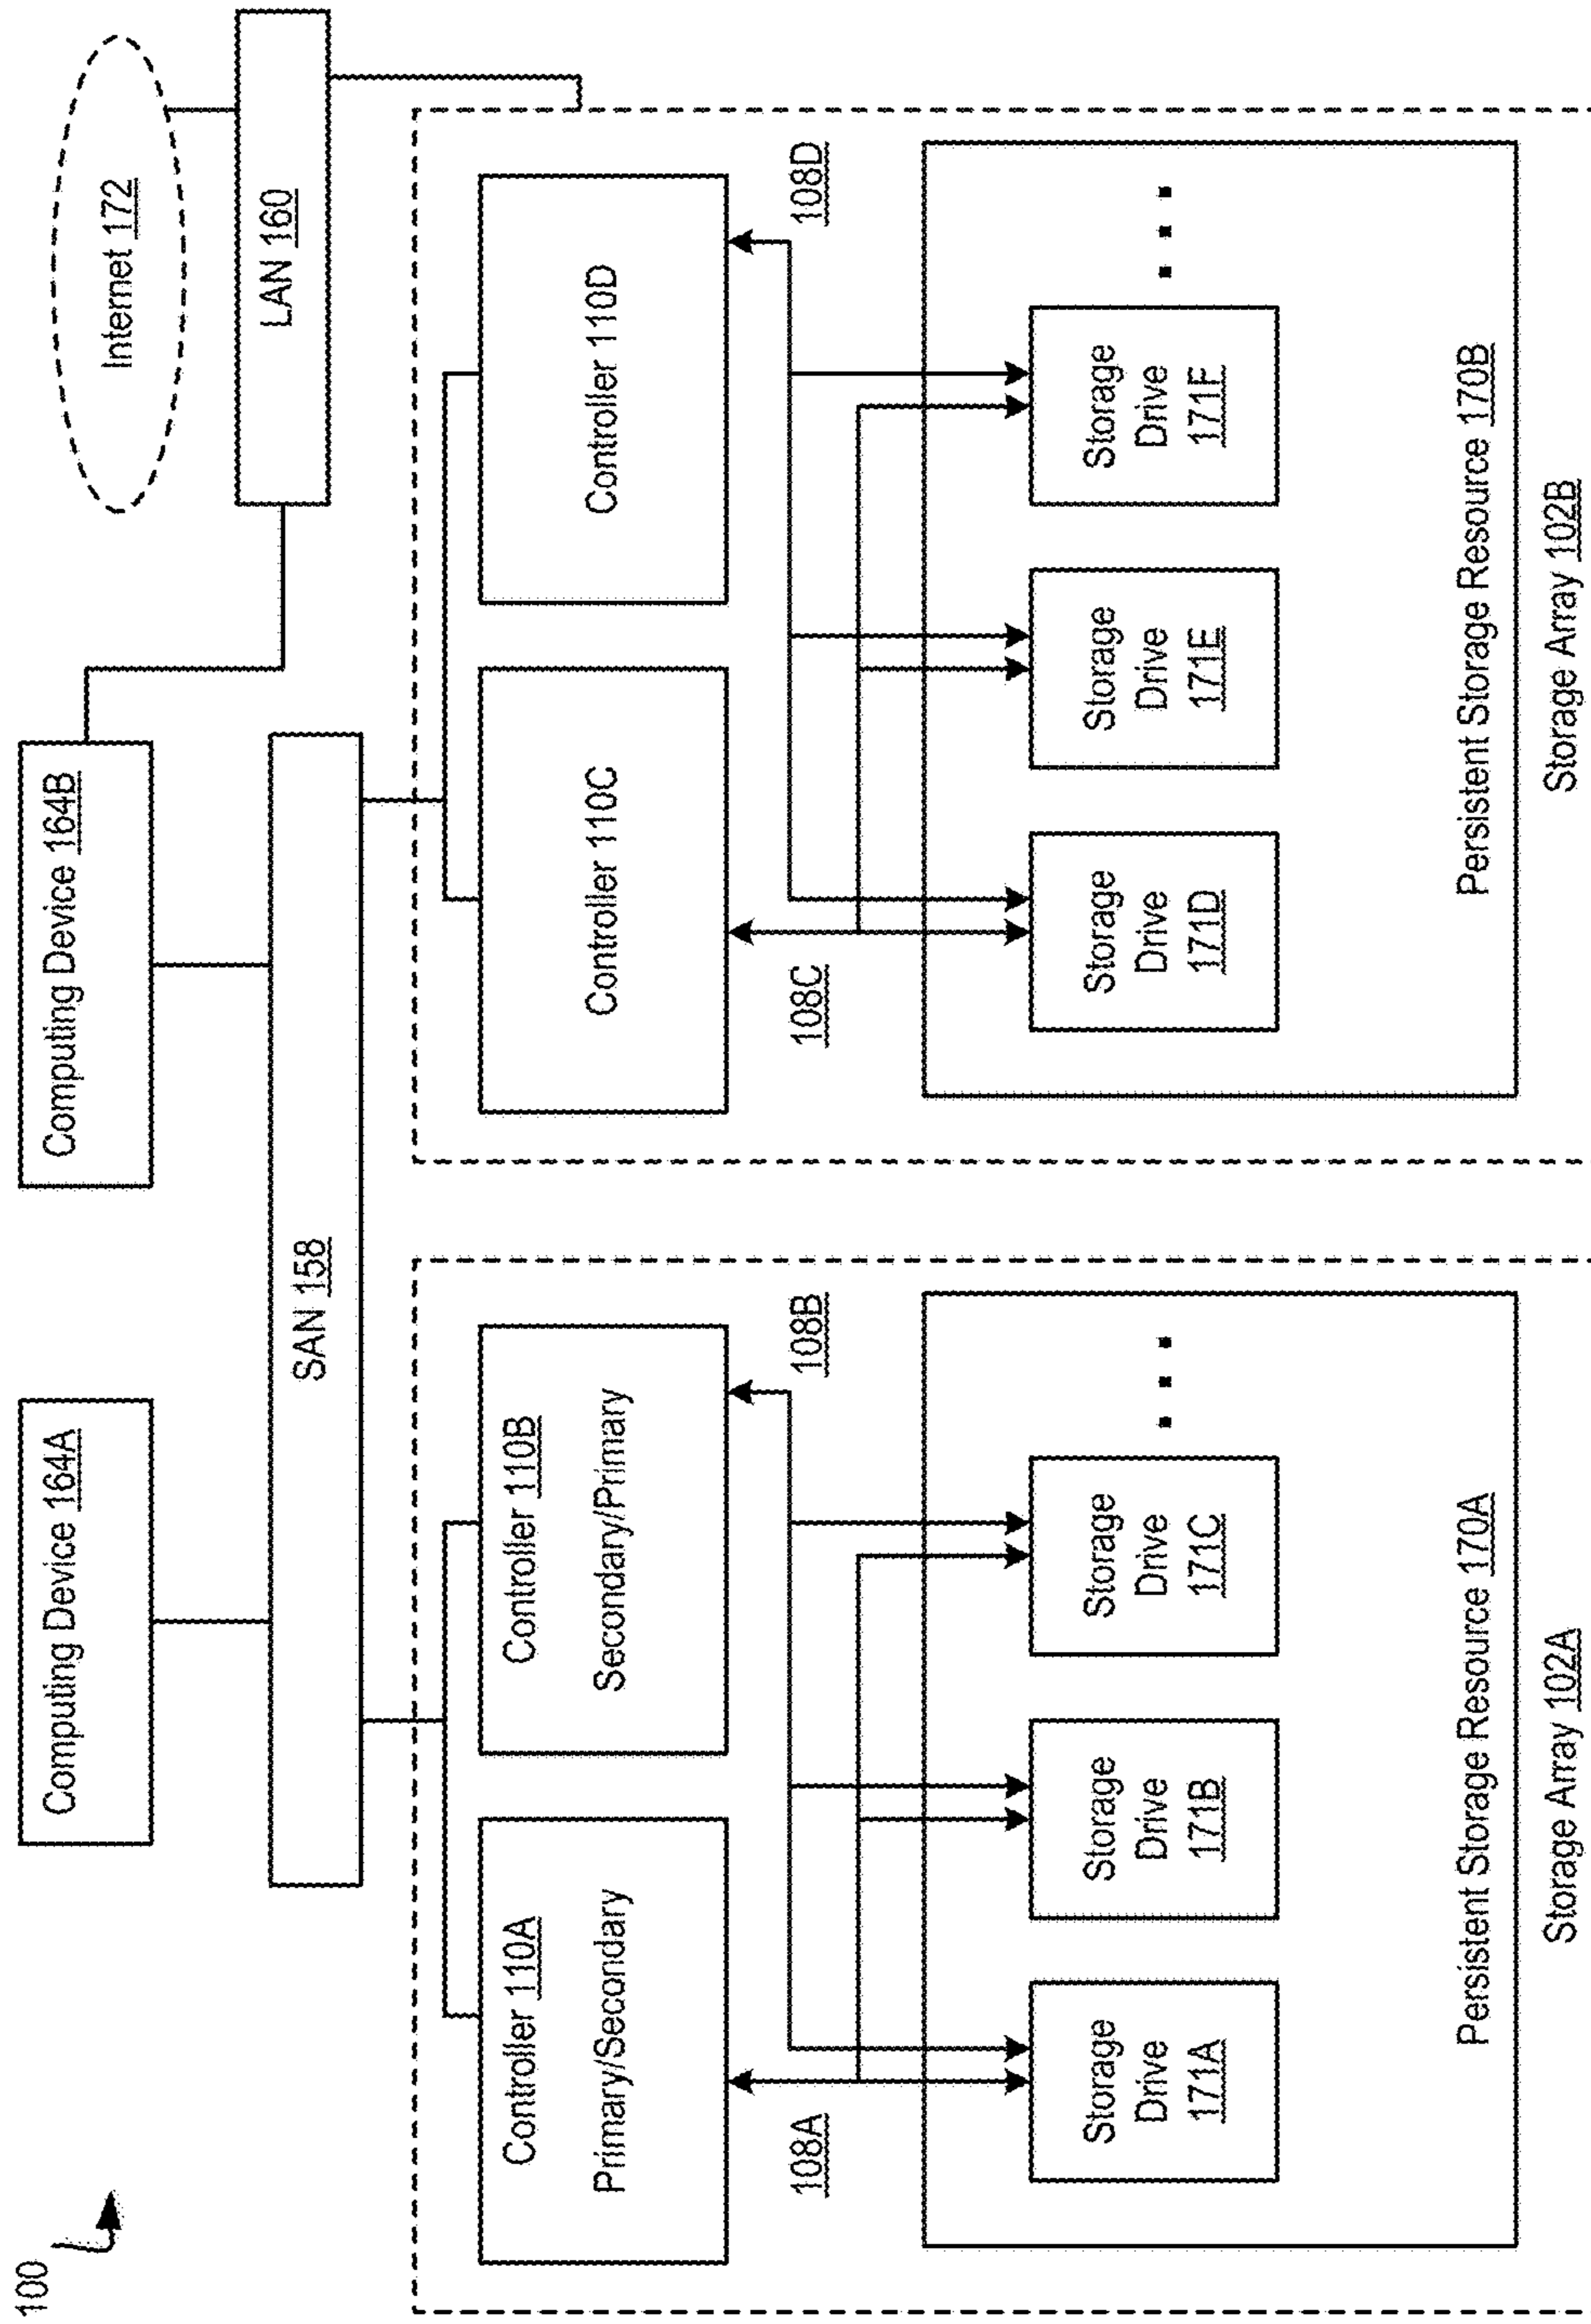 100
Computing Device 164A
Computing Device 164B
Internet 172
SAN 158
LAN 160
Controller 110A
Primary/Secondary
Controller 110B
Secondary/Primary
Controller 110C
Controller 110D
108A
108B
108C
108D
Storage
Drive
171A
Storage
Drive
171B
Storage
Drive
171C
Storage
Drive
171D
Storage
Drive
171E
Storage
Drive
171F
Persistent Storage Resource 170A
Persistent Storage Resource 170B
Storage Array 102A
Storage Array 102B